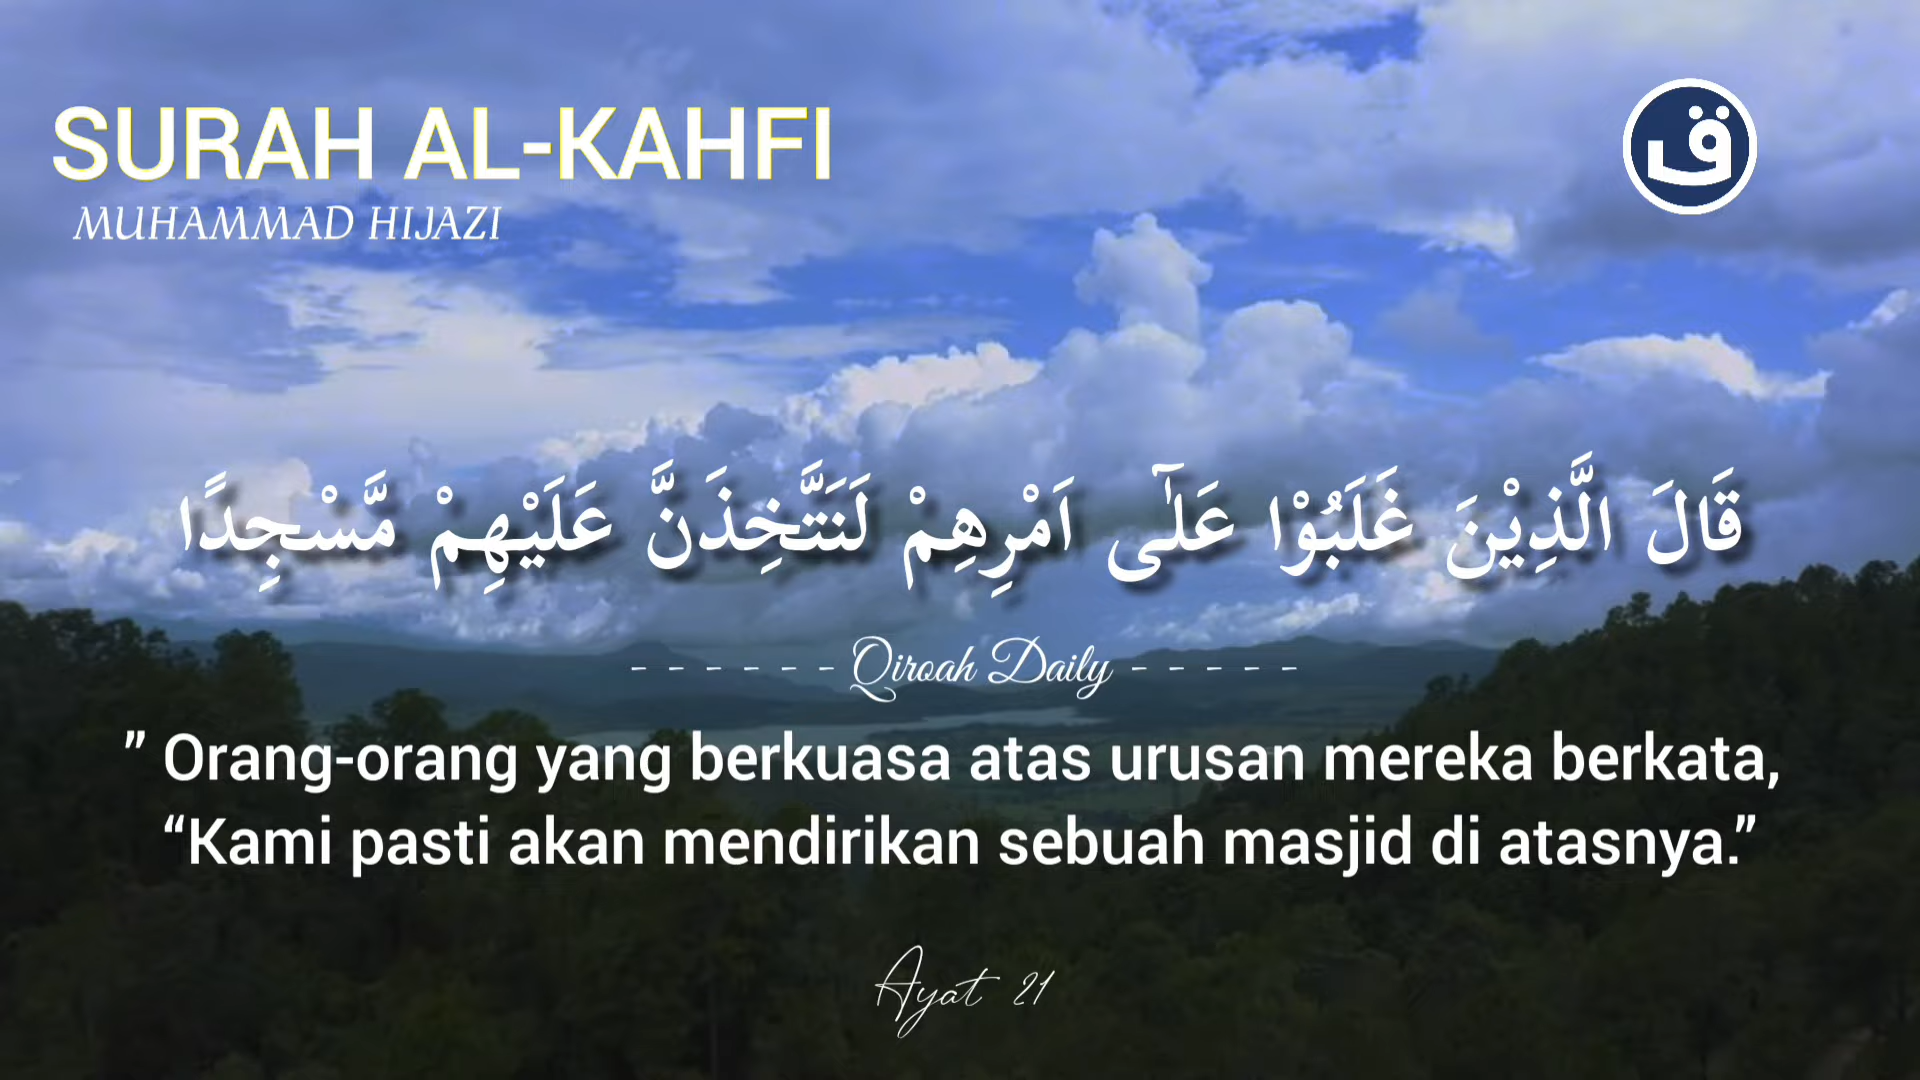 SURAH AL-KAHFI
MUHAMMAD HIJAZI
ق
قَالَ الَّذِيْنَ غَلَبُوْا عَلٰٓى اَمْرِهِمْ لَنَتَّخِذَنَّ عَلَيْهِمْ مَّسْجِدًا
- - - - - - Qiroah Daily - - - - -
” Orang-orang yang berkuasa atas urusan mereka berkata,
“Kami pasti akan mendirikan sebuah masjid di atasnya.”
Ayat 21